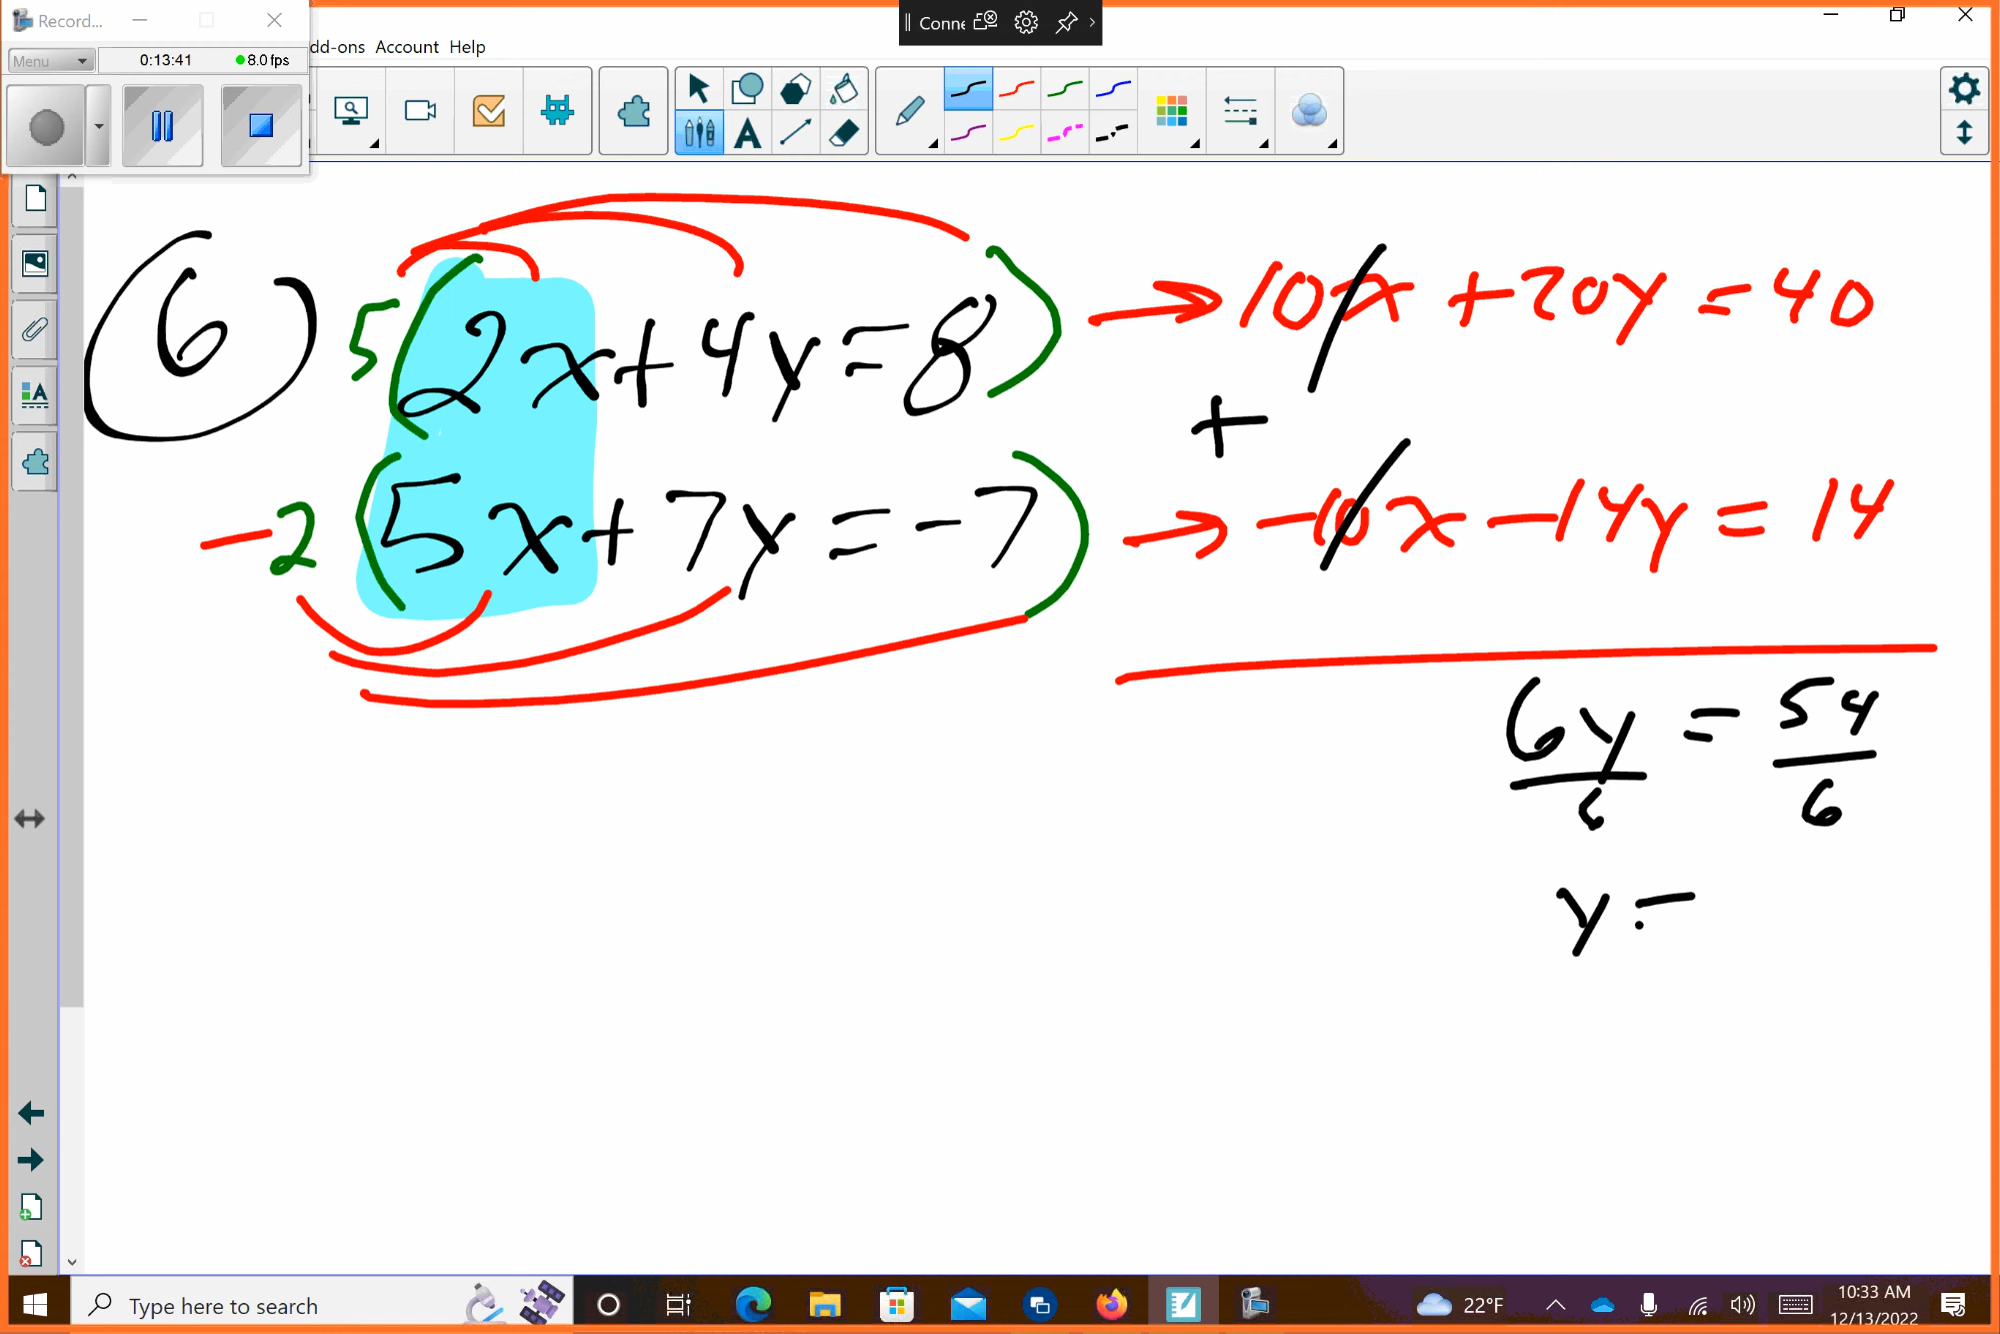 Record...
Conne
Menu
0:13:41
8.0 fps
dd-ons Account Help
6
5(2x+4y=8) → 10x +20y = 40
+
-2(5x+7y=-7) → -10x -14y = 14
6y = 54
6 6
y =
Type here to search
22°F
10:33 AM
12/13/2022